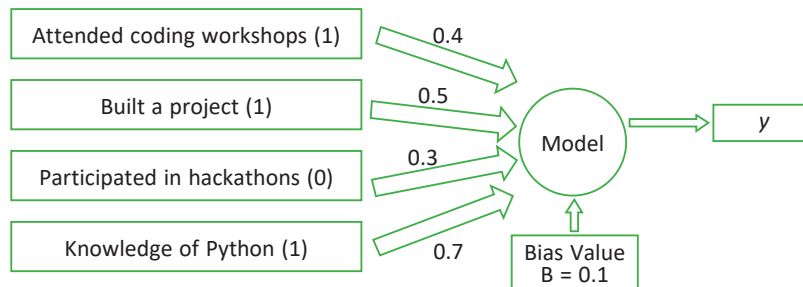 Attended coding workshops (1)
0.4
Built a project (1)
0.5
Model
y
Participated in hackathons (0)
0.3
Knowledge of Python (1)
0.7
Bias Value
B = 0.1